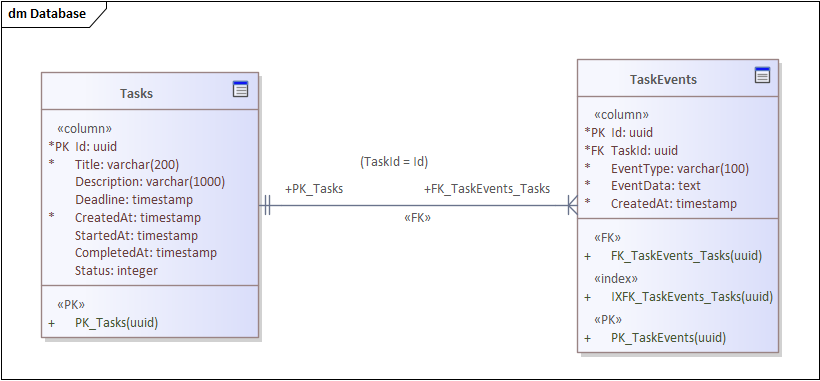 dm Database
Tasks
«column»
*PK Id: uuid
* Title: varchar(200)
Description: varchar(1000)
Deadline: timestamp
* CreatedAt: timestamp
StartedAt: timestamp
CompletedAt: timestamp
Status: integer
«PK»
+ PK_Tasks(uuid)
(TaskId = Id)
+PK_Tasks
+FK_TaskEvents_Tasks
«FK»
TaskEvents
«column»
*PK Id: uuid
*FK TaskId: uuid
* EventType: varchar(100)
* EventData: text
* CreatedAt: timestamp
«FK»
+ FK_TaskEvents_Tasks(uuid)
«index»
+ IXFK_TaskEvents_Tasks(uuid)
«PK»
+ PK_TaskEvents(uuid)